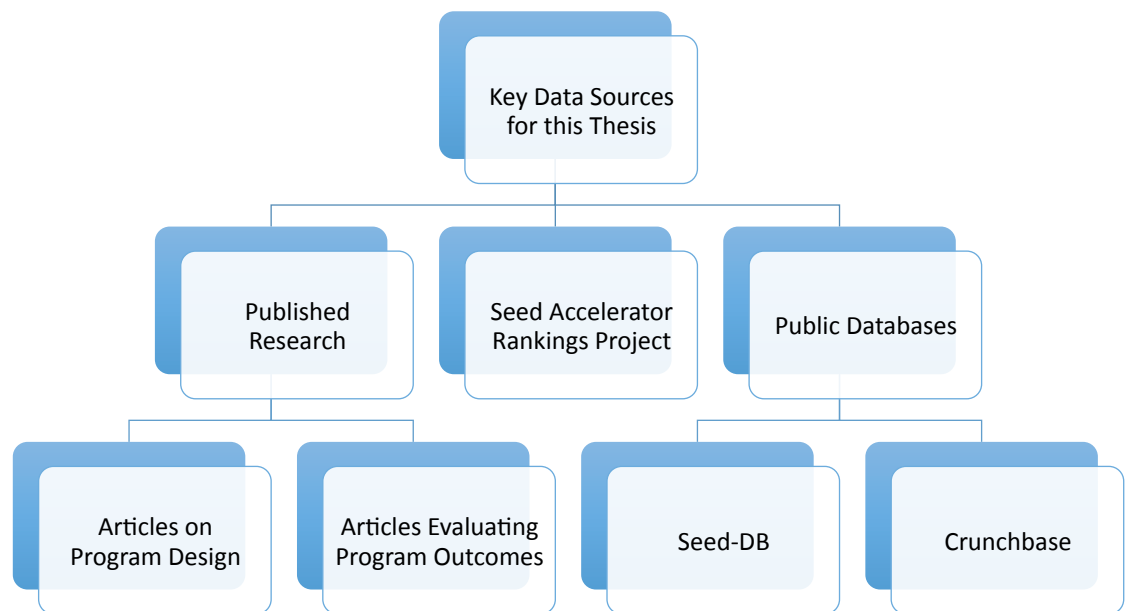 Key Data Sources
for this Thesis
Published
Research
Seed Accelerator
Rankings Project
Public Databases
Articles on
Program Design
Articles Evaluating
Program Outcomes
Seed-DB
Crunchbase